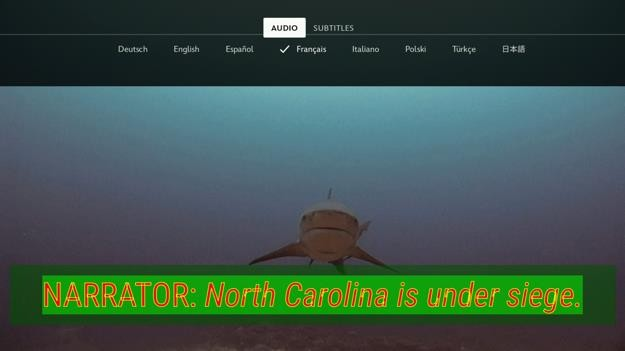 AUDIO SUBTITLES
Deutsch English Español Français Italiano Polski Türkçe 日本語
NARRATOR: North Carolina is under siege.